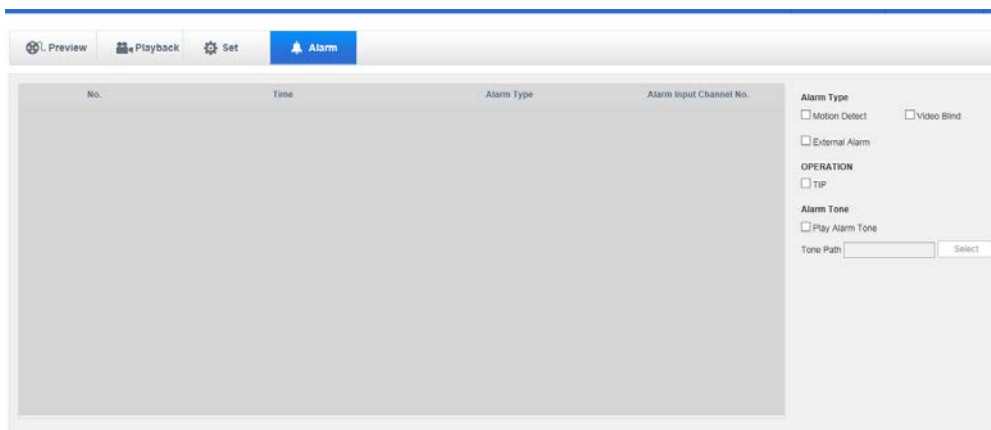 Preview Playback Set Alarm
No. Time Alarm Type Alarm Input Channel No.
Alarm Type
Motion Detect Video Blind
External Alarm
OPERATION
TIP
Alarm Tone
Play Alarm Tone
Tone Path Select